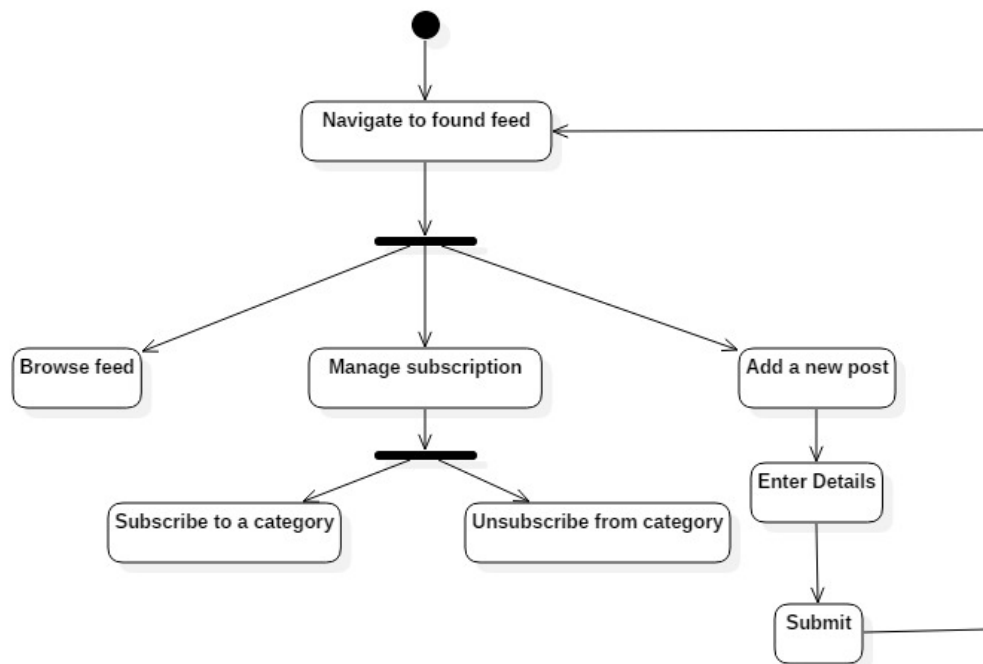 Navigate to found feed
Browse feed
Manage subscription
Add a new post
Enter Details
Subscribe to a category
Unsubscribe from category
Submit